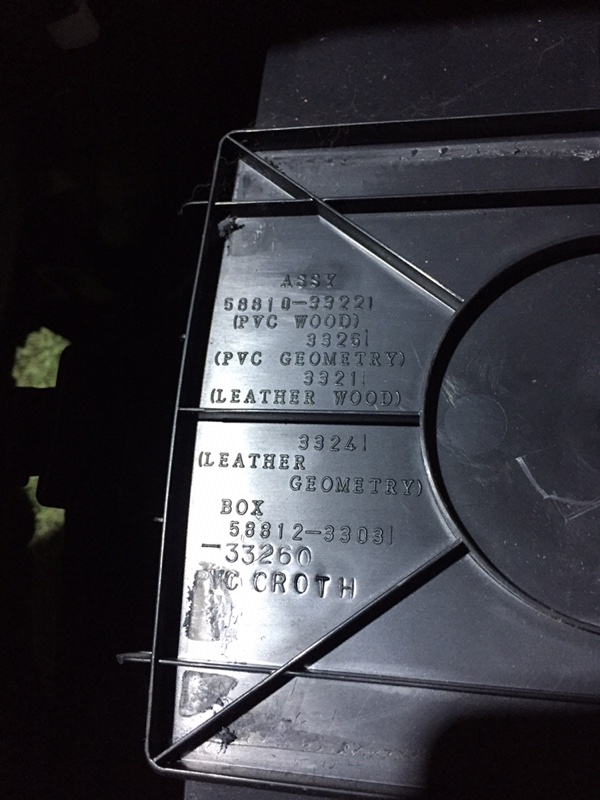 ASSY
58810-33221
(PVC WOOD)
33251
(PVC GEOMETRY)
33211
(LEATHER WOOD)
33241
(LEATHER
GEOMETRY)
BOX
58812-33031
-33260
PVC CROTH